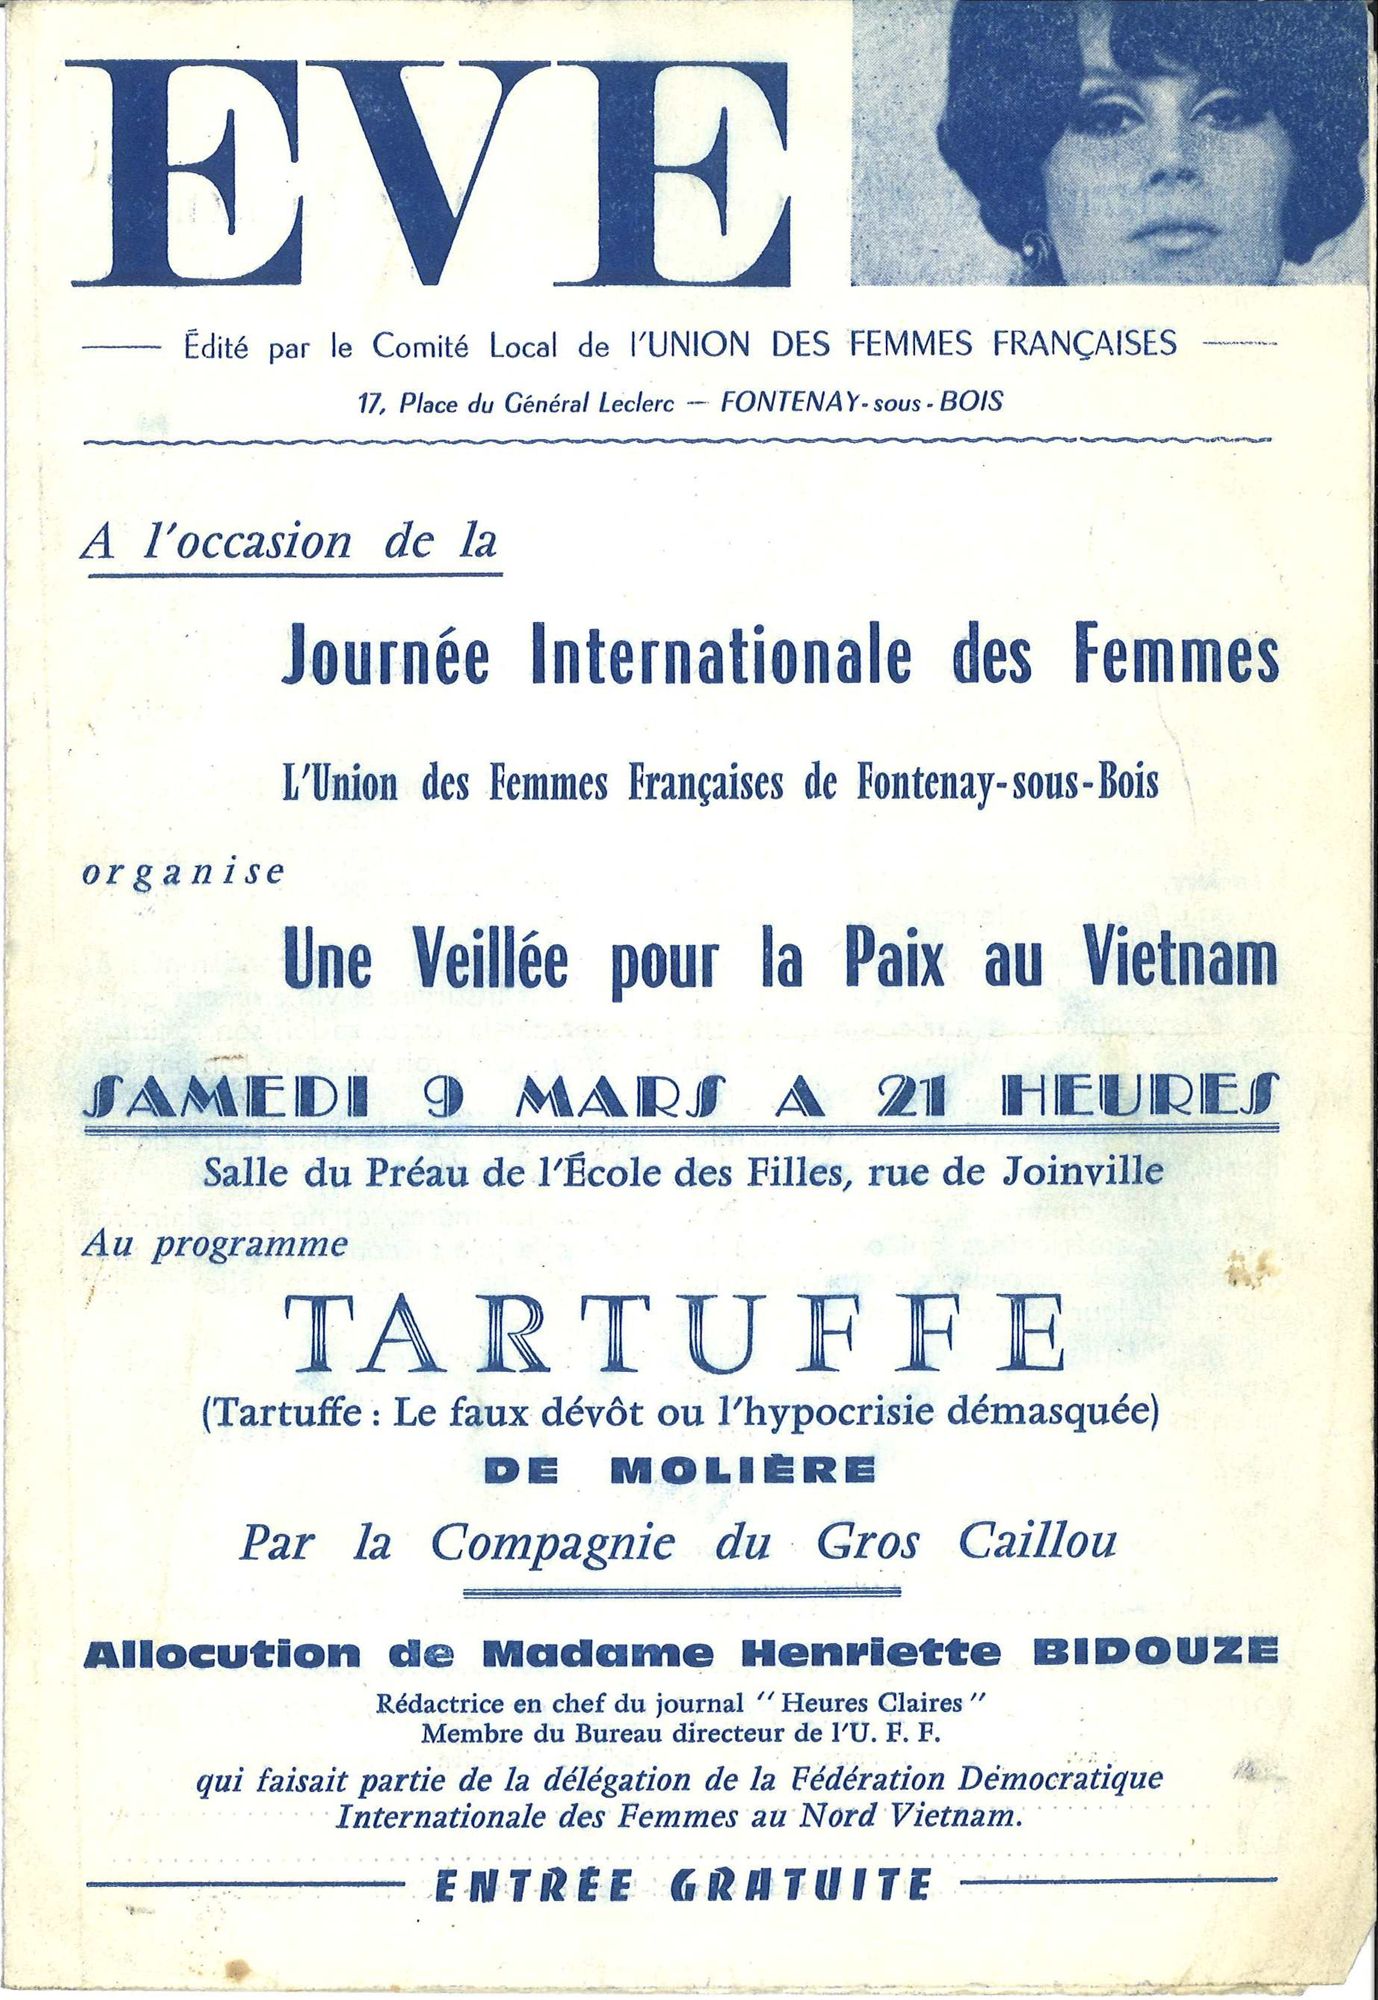 EVE
Édité par le Comité Local de l'UNION DES FEMMES FRANÇAISES
17, Place du Général Leclerc — FONTENAY-sous-BOIS
A l'occasion de la
Journée Internationale des Femmes
L'Union des Femmes Françaises de Fontenay-sous-Bois
organise
Une Veillée pour la Paix au Vietnam
SAMEDI 9 MARS A 21 HEURES
Salle du Préau de l'École des Filles, rue de Joinville
Au programme
TARTUFFE
(Tartuffe : Le faux dévôt ou l'hypocrisie démasquée)
DE MOLIÈRE
Par la Compagnie du Gros Caillou
Allocution de Madame Henriette BIDOUZE
Rédactrice en chef du journal "Heures Claires"
Membre du Bureau directeur de l'U. F. F.
qui faisait partie de la délégation de la Fédération Démocratique
Internationale des Femmes au Nord Vietnam.
ENTRÉE GRATUITE